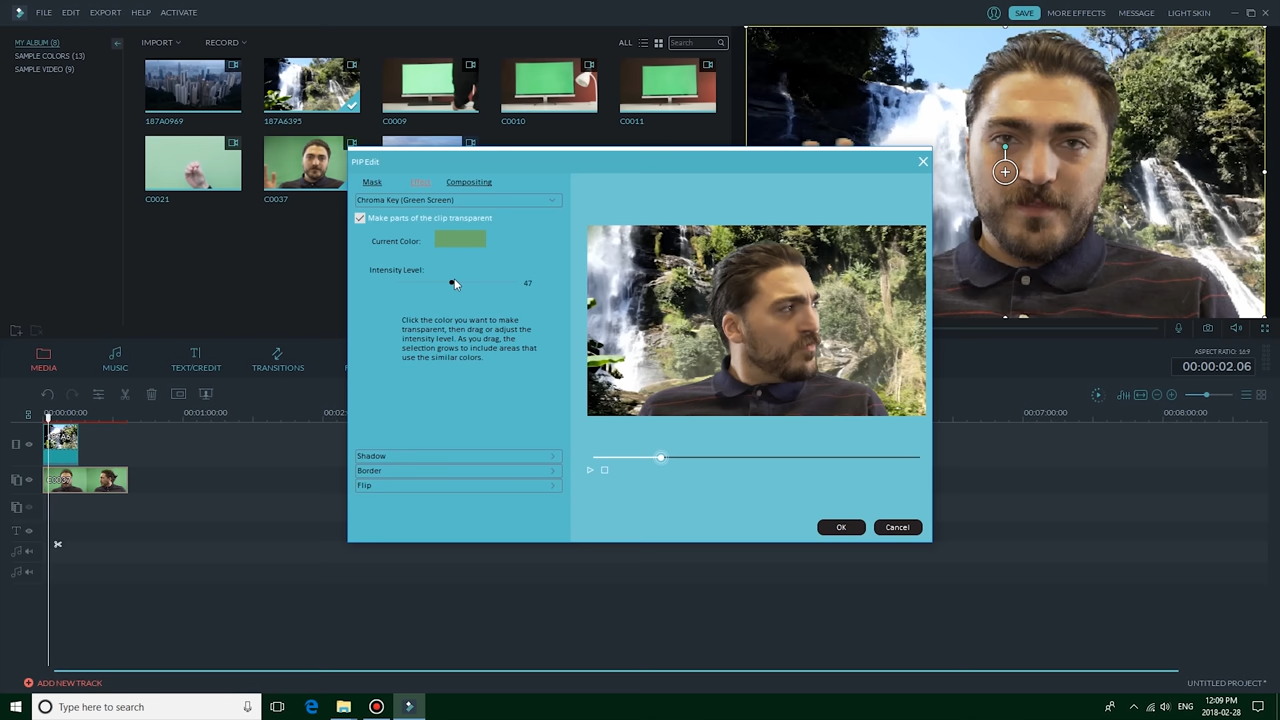 FILE EDIT EXPORT HELP ACTIVATE
SAVE MORE EFFECTS MESSAGE LIGHT SKIN
MY ALBUM (8)
SAMPLE COLORS (13)
SAMPLE VIDEO (9)
IMPORT RECORD ALL Search
187A0969 187A6395 C0009 C0010 C0011
C0021 C0037
PIP Edit
Mask Effect Compositing
Chroma Key (Green Screen)
Make parts of the clip transparent
Current Color:
Intensity Level:
47
Click the color you want to make
transparent, then drag or adjust the
intensity level. As you drag, the
selection grows to include areas that
use the similar colors.
Shadow
Border
Flip
OK Cancel
MEDIA MUSIC TEXT/CREDIT TRANSITIONS
ASPECT RATIO: 16:9
00:00:02.06
00:00:00:00 00:01:00:00 00:07:00:00 00:08:00:00
ADD NEW TRACK
UNTITLED PROJECT*
Type here to search
ENG
12:09 PM
2018-02-28